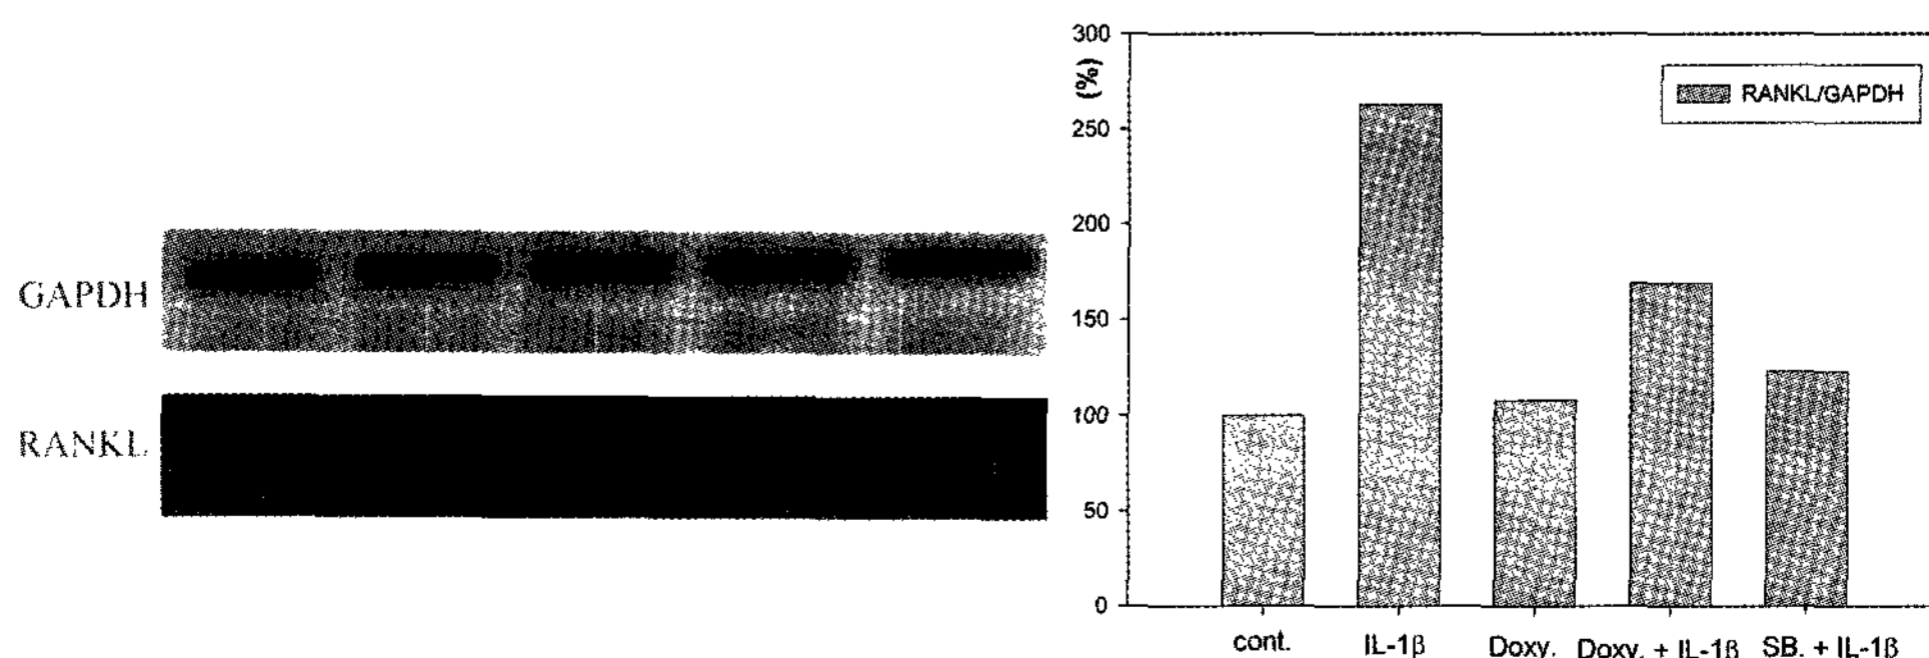 GAPDH
RANKL
300
250
200
150
100
50
0
(%)
RANKL/GAPDH
cont.
IL-1β
Doxy.
Doxy. + IL-1β
SB. + IL-1β